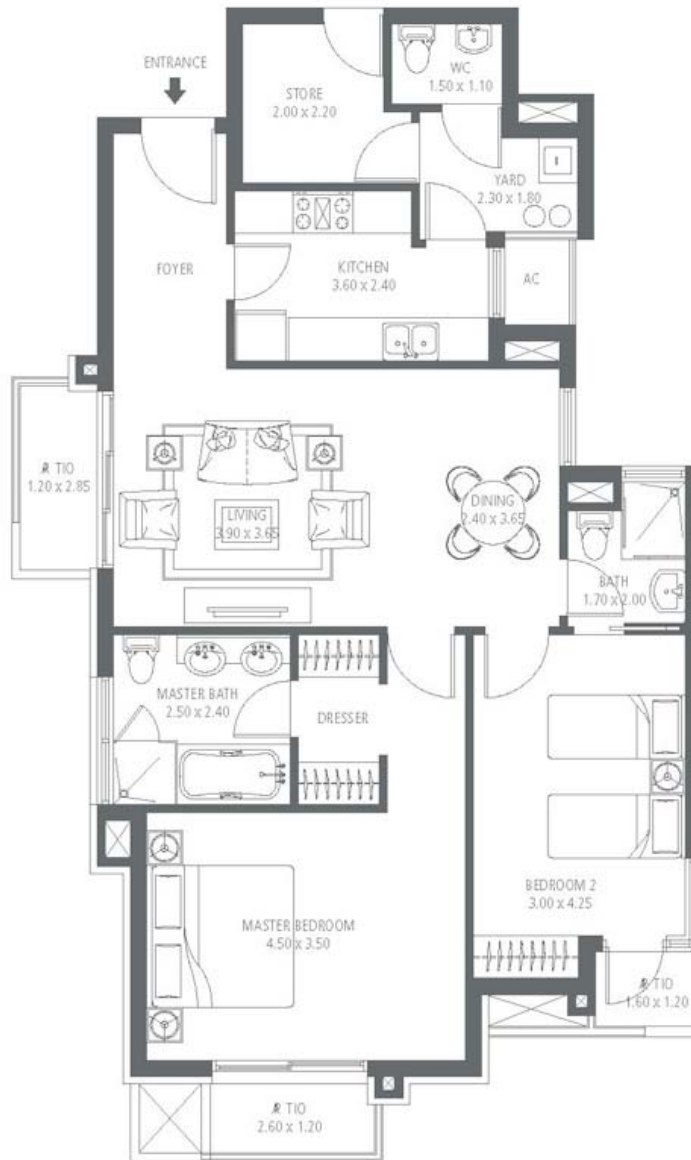 ENTRANCE
WC
1.50 x 1.10
STORE
2.00 x 2.20
YARD
2.30 x 1.80
FOYER
KITCHEN
3.60 x 2.40
AC
TIO
1.20 x 2.85
LIVING
3.90 x 3.65
DINING
2.40 x 3.65
BATH
1.70 x 2.00
MASTER BATH
2.50 x 2.40
DRESSER
BEDROOM 2
3.00 x 4.25
MASTER BEDROOM
4.50 x 3.50
TIO
1.60 x 1.20
TIO
2.60 x 1.20